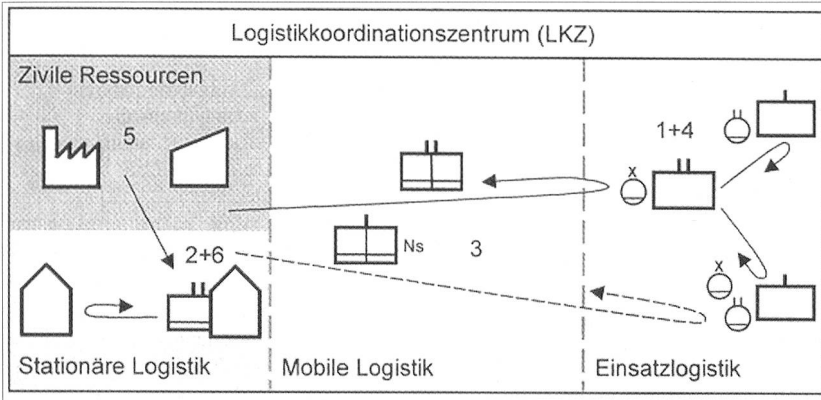 Logistikkoordinationszentrum (LKZ)
Zivile Ressourcen
5
1+4
x
2+6
Ns
3
x
Stationäre Logistik
Mobile Logistik
Einsatzlogistik